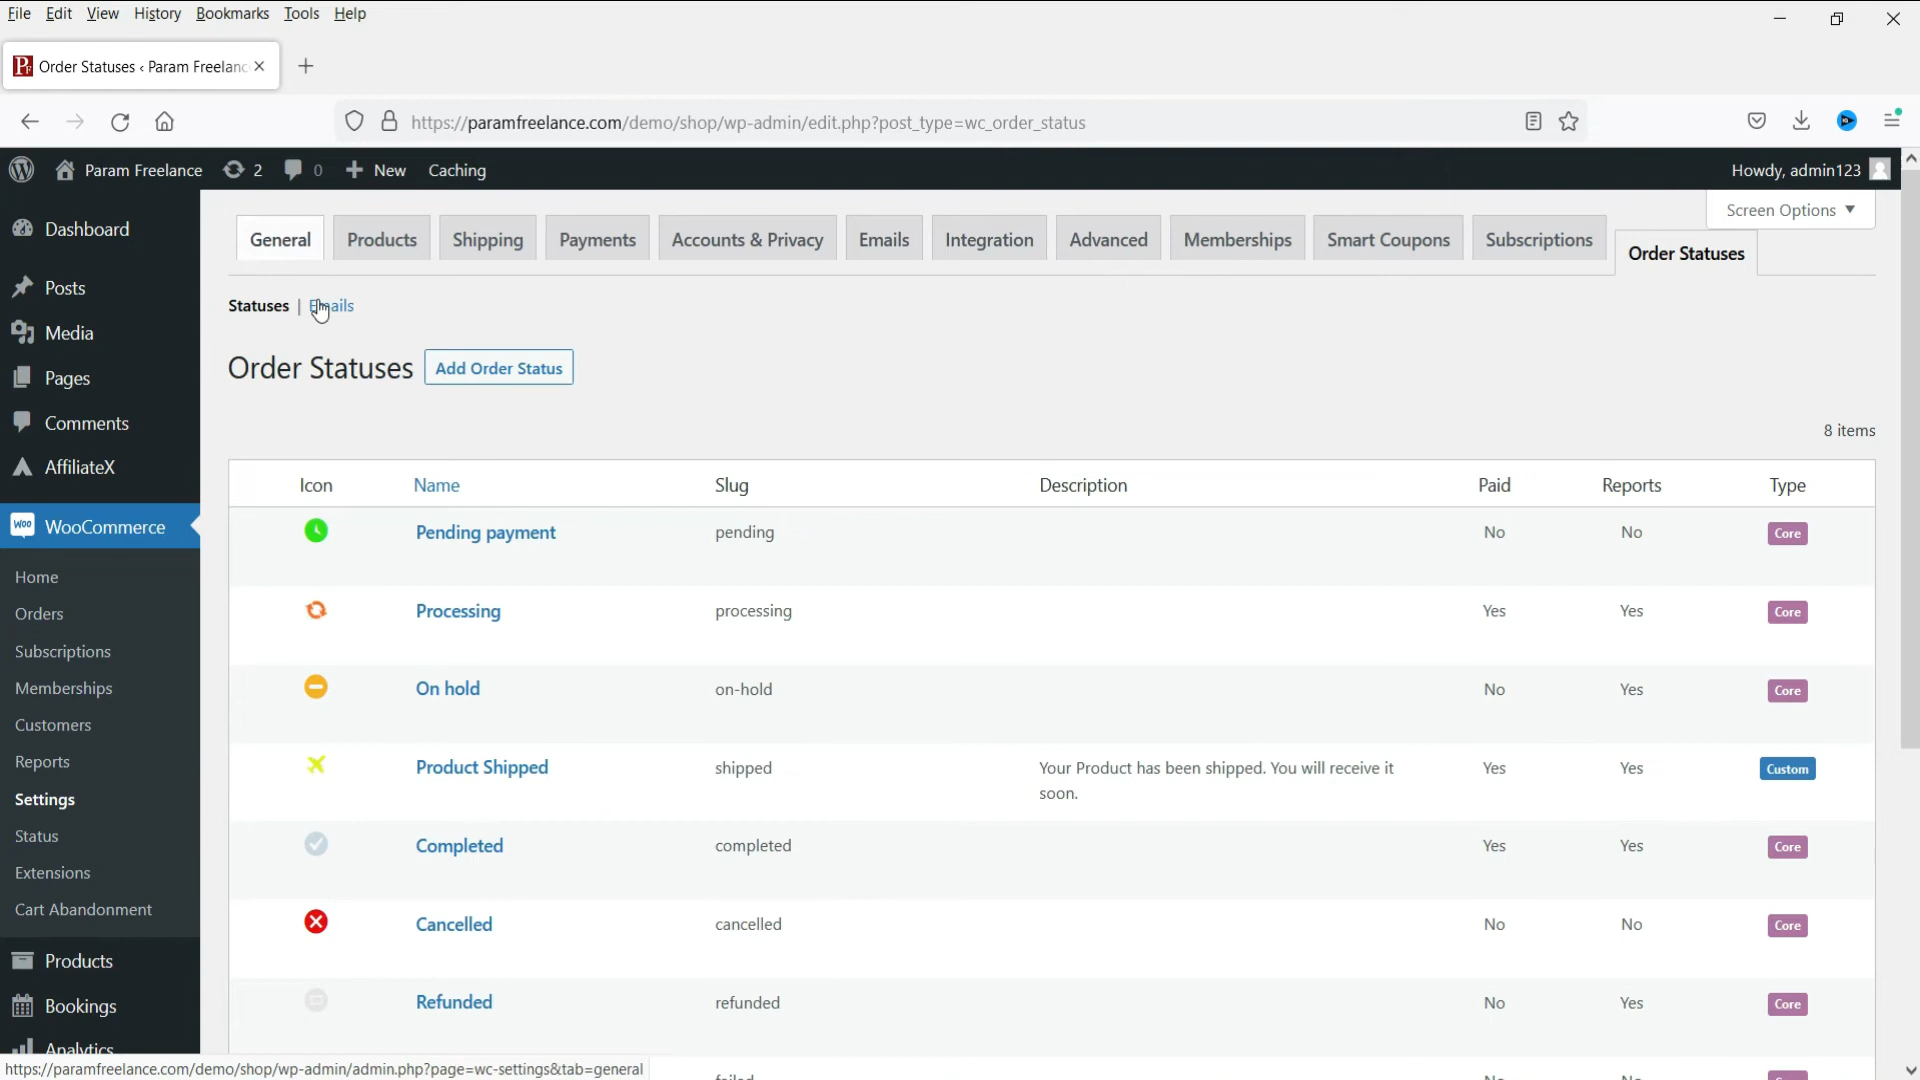 File Edit View History Bookmarks Tools Help
Order Statuses ‹ Param Freelanc
https://paramfreelance.com/demo/shop/wp-admin/edit.php?post_type=wc_order_status
Param Freelance 2 0 New Caching Howdy, admin123
Screen Options
General Products Shipping Payments Accounts & Privacy Emails Integration Advanced Memberships Smart Coupons Subscriptions Order Statuses
Statuses | Emails
Order Statuses Add Order Status
8 items
Icon Name Slug Description Paid Reports Type
Pending payment pending No No Core
Processing processing Yes Yes Core
On hold on-hold No Yes Core
Product Shipped shipped Your Product has been shipped. You will receive it Yes Yes Custom
soon.
Completed completed Yes Yes Core
Cancelled cancelled No No Core
Refunded refunded No Yes Core
Dashboard
Posts
Media
Pages
Comments
AffiliateX
Woo WooCommerce
Home
Orders
Subscriptions
Memberships
Customers
Reports
Settings
Status
Extensions
Cart Abandonment
Products
Bookings
Analytics
https://paramfreelance.com/demo/shop/wp-admin/admin.php?page=wc-settings&tab=general